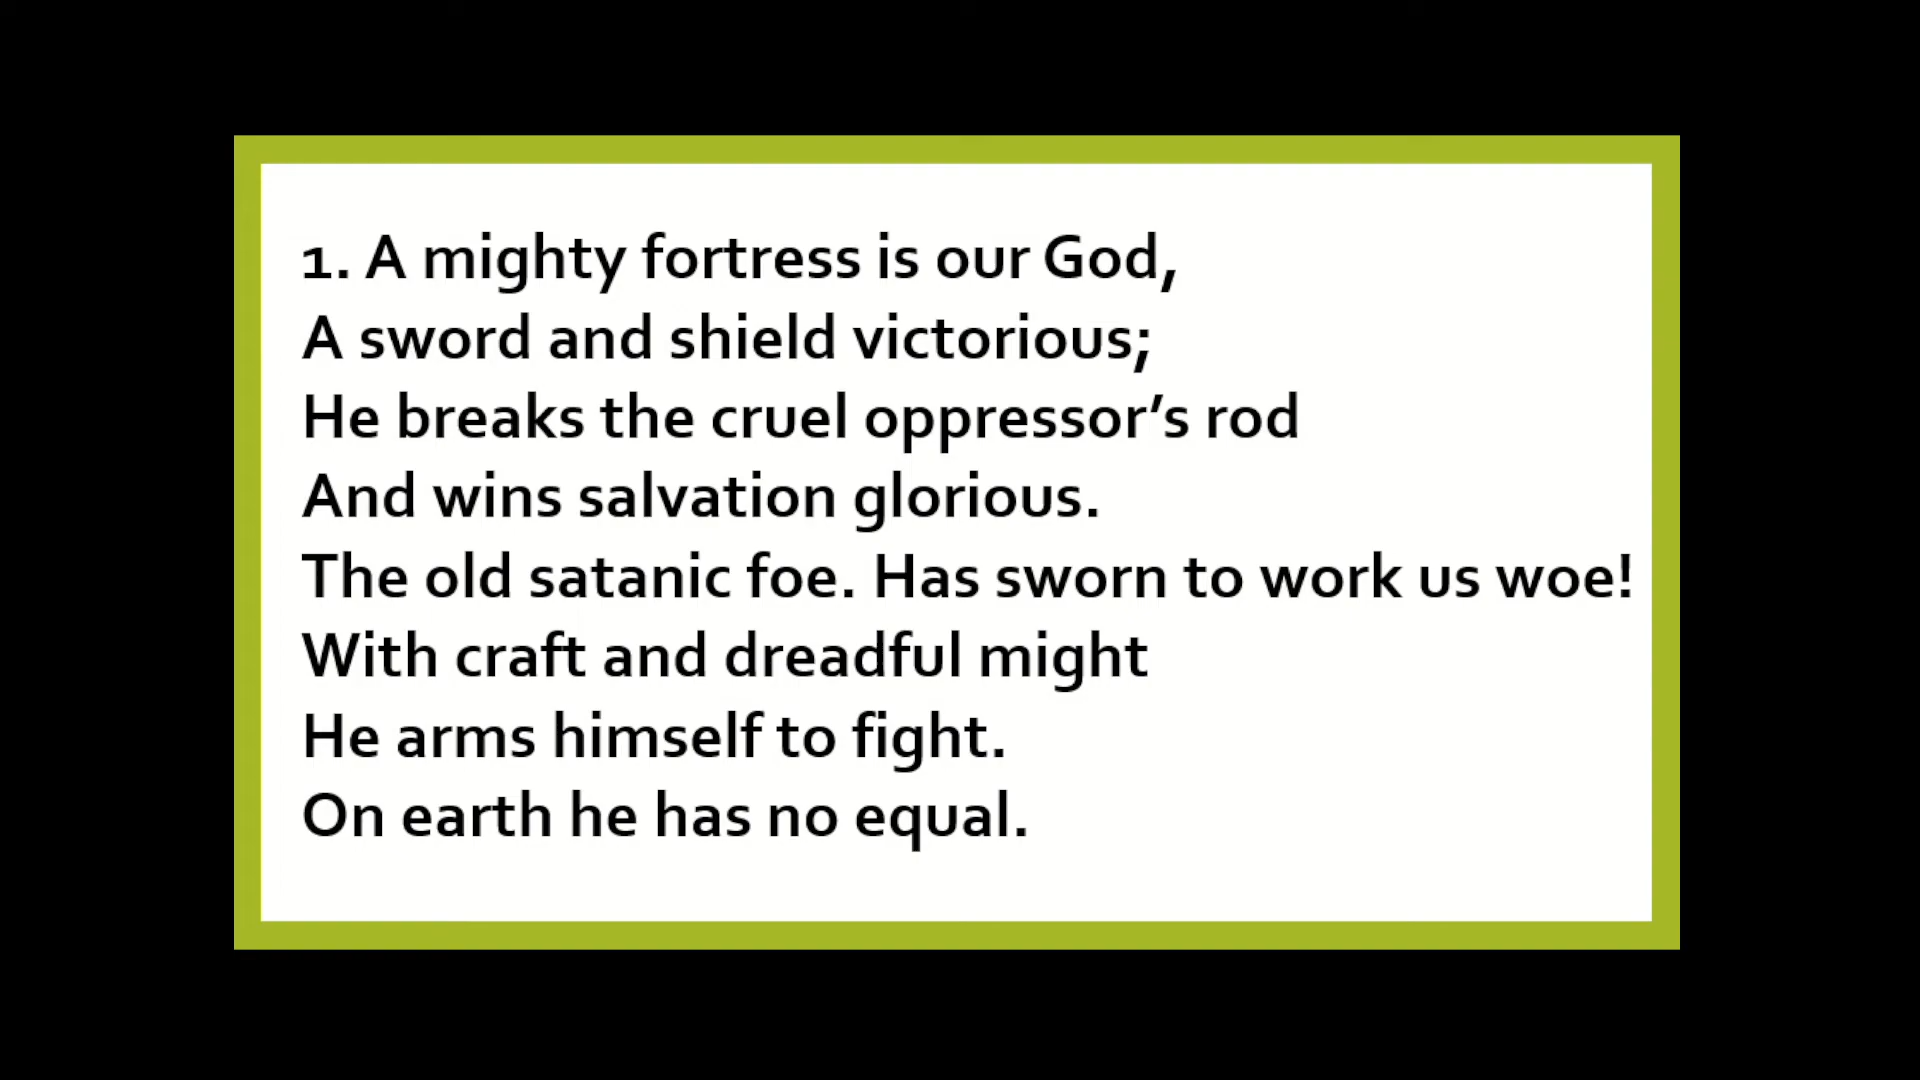 1. A mighty fortress is our God,
A sword and shield victorious;
He breaks the cruel oppressor’s rod
And wins salvation glorious.
The old satanic foe. Has sworn to work us woe!
With craft and dreadful might
He arms himself to fight.
On earth he has no equal.